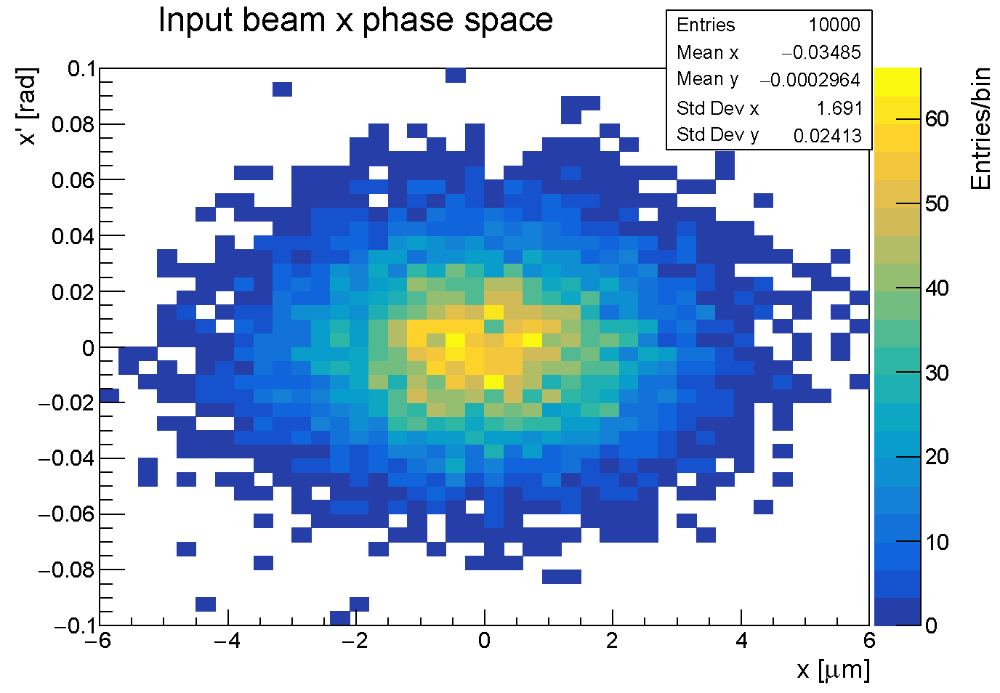 Input beam x phase space
Entries 10000
Mean x −0.03485
Mean y −0.0002964
Std Dev x 1.691
Std Dev y 0.02413
x' [rad]
0.1
0.08
0.06
0.04
0.02
0
−0.02
−0.04
−0.06
−0.08
−0.1
−6 −4 −2 0 2 4 6
x [μm]
Entries/bin
60
50
40
30
20
10
0